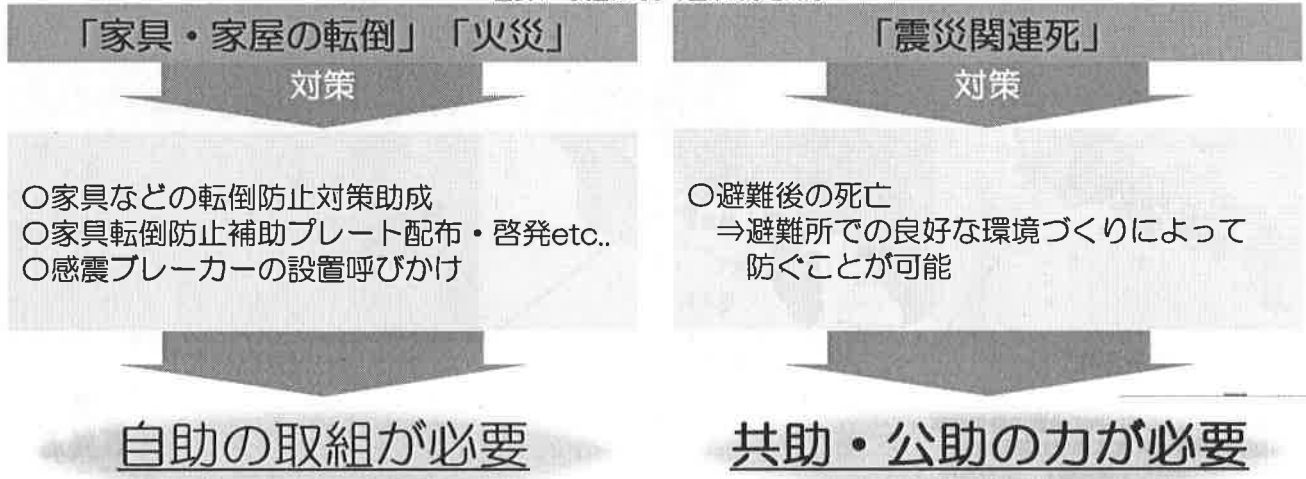 「家具・家屋の転倒」「火災」
対策
〇家具などの転倒防止対策助成
〇家具転倒防止補助プレート配布・啓発etc..
〇感震ブレーカーの設置呼びかけ
自助の取組が必要
「震災関連死」
対策
〇避難後の死亡
⇒避難所での良好な環境づくりによって
防ぐことが可能
共助・公助の力が必要